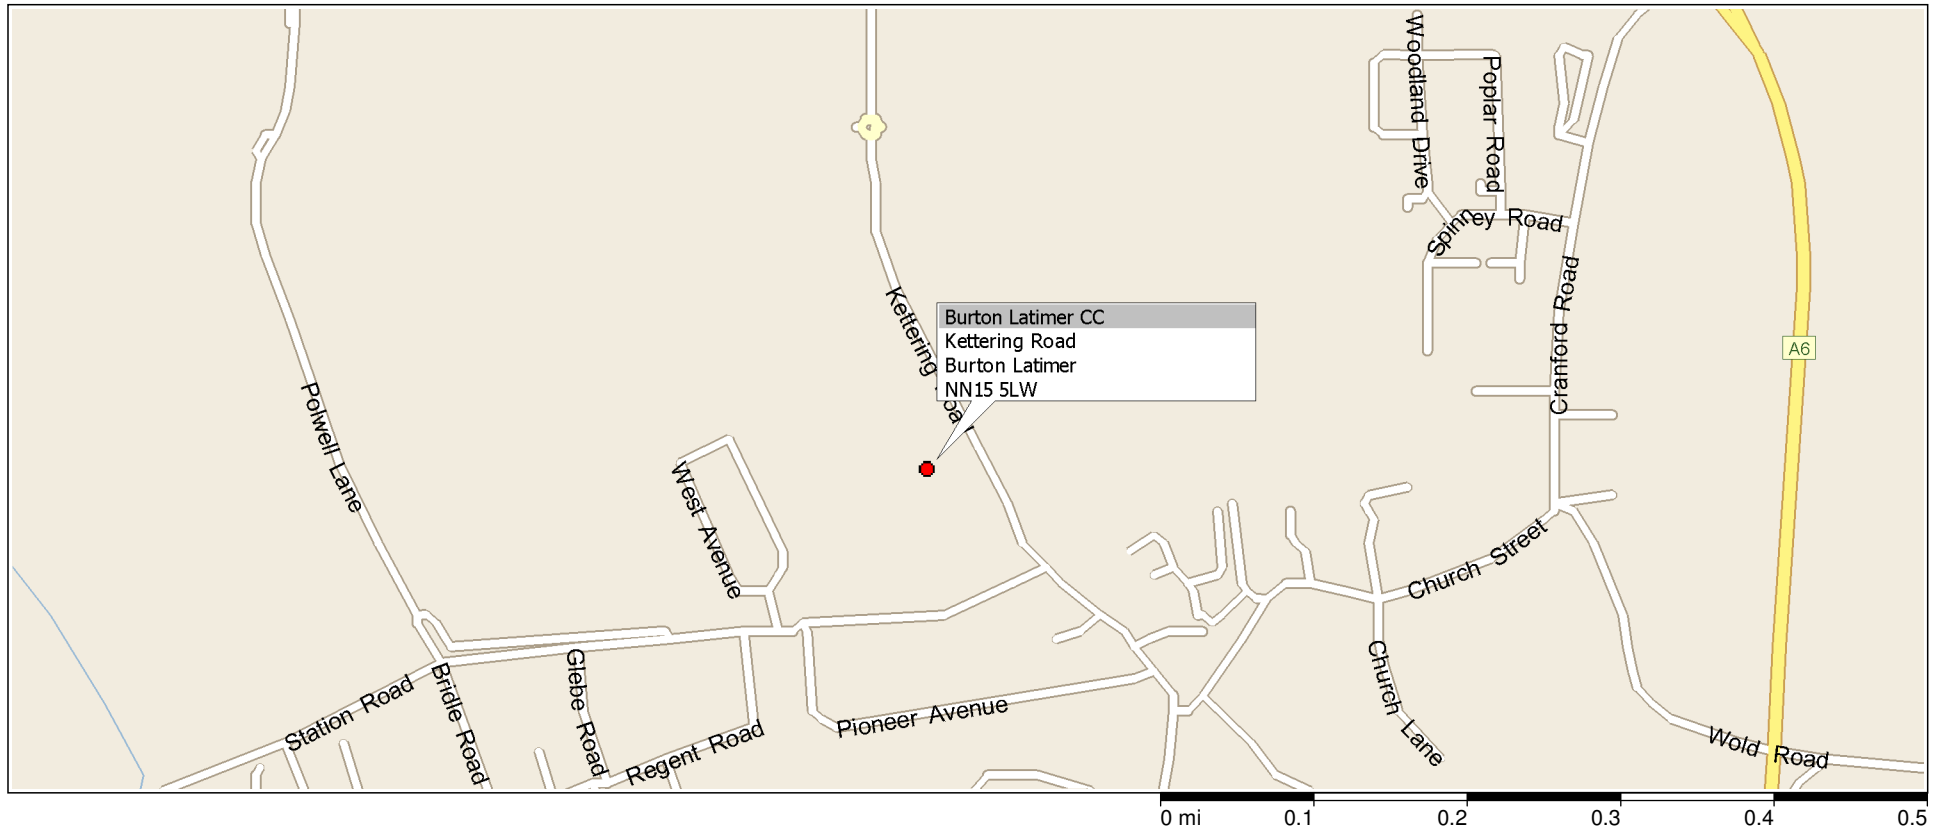 Woodland Drive
Poplar Road
Spinney Road
Cranford Road
Kettering Road
Burton Latimer CC
Kettering Road
Burton Latimer
NN15 5LW
A6
Polwell Lane
West Avenue
Church Street
Church Lane
Station Road
Bridle Road
Glebe Road
Regent Road
Pioneer Avenue
Wold Road
0 mi 0.1 0.2 0.3 0.4 0.5